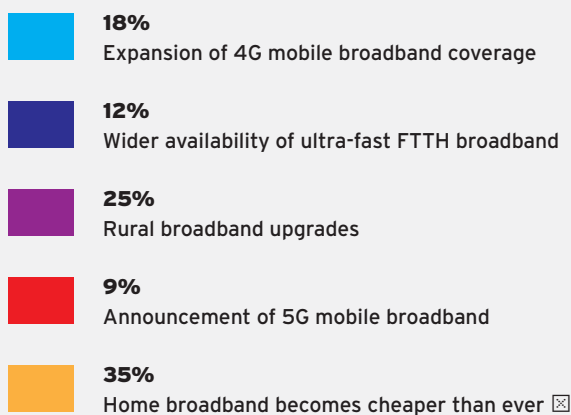 18%
Expansion of 4G mobile broadband coverage
12%
Wider availability of ultra-fast FTTH broadband
25%
Rural broadband upgrades
9%
Announcement of 5G mobile broadband
35%
Home broadband becomes cheaper than ever ☒